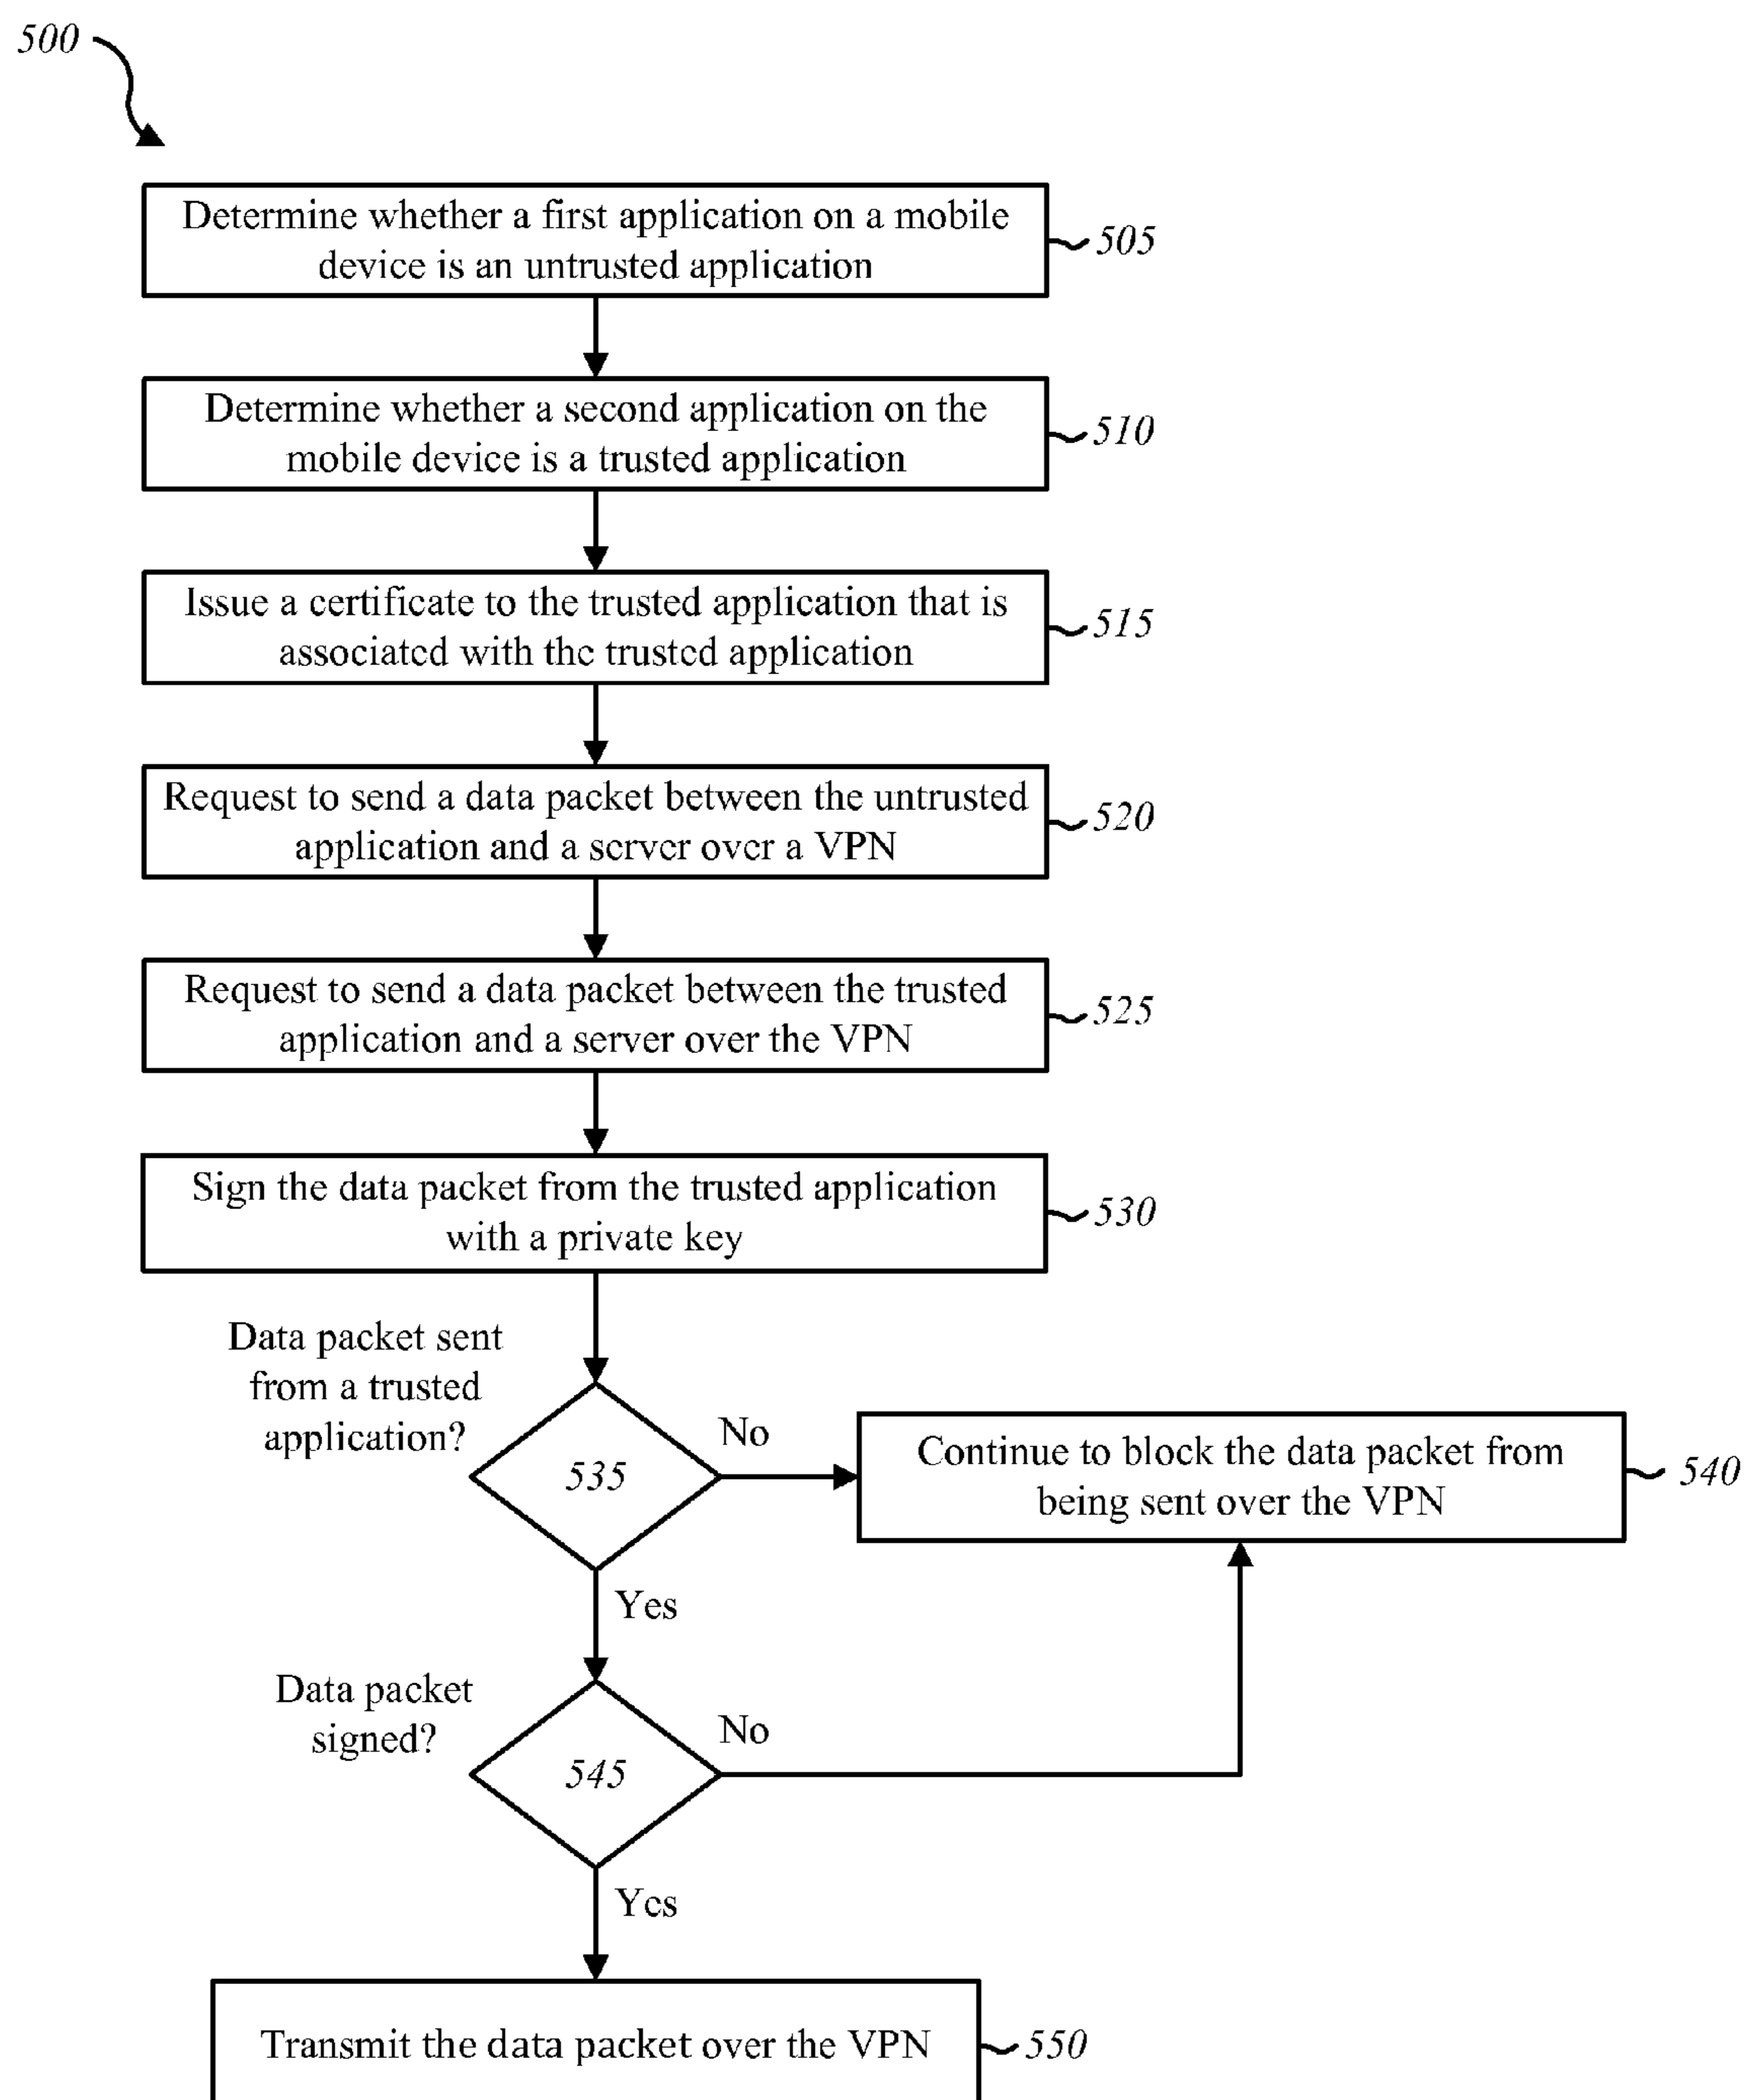 500
Determine whether a first application on a mobile
device is an untrusted application
505
Determine whether a second application on the
mobile device is a trusted application
510
Issue a certificate to the trusted application that is
associated with the trusted application
515
Request to send a data packet between the untrusted
application and a server over a VPN
520
Request to send a data packet between the trusted
application and a server over the VPN
525
Sign the data packet from the trusted application
with a private key
530
Data packet sent
from a trusted
application?
535
No
Continue to block the data packet from
being sent over the VPN
540
Yes
Data packet
signed?
545
No
Yes
Transmit the data packet over the VPN
550